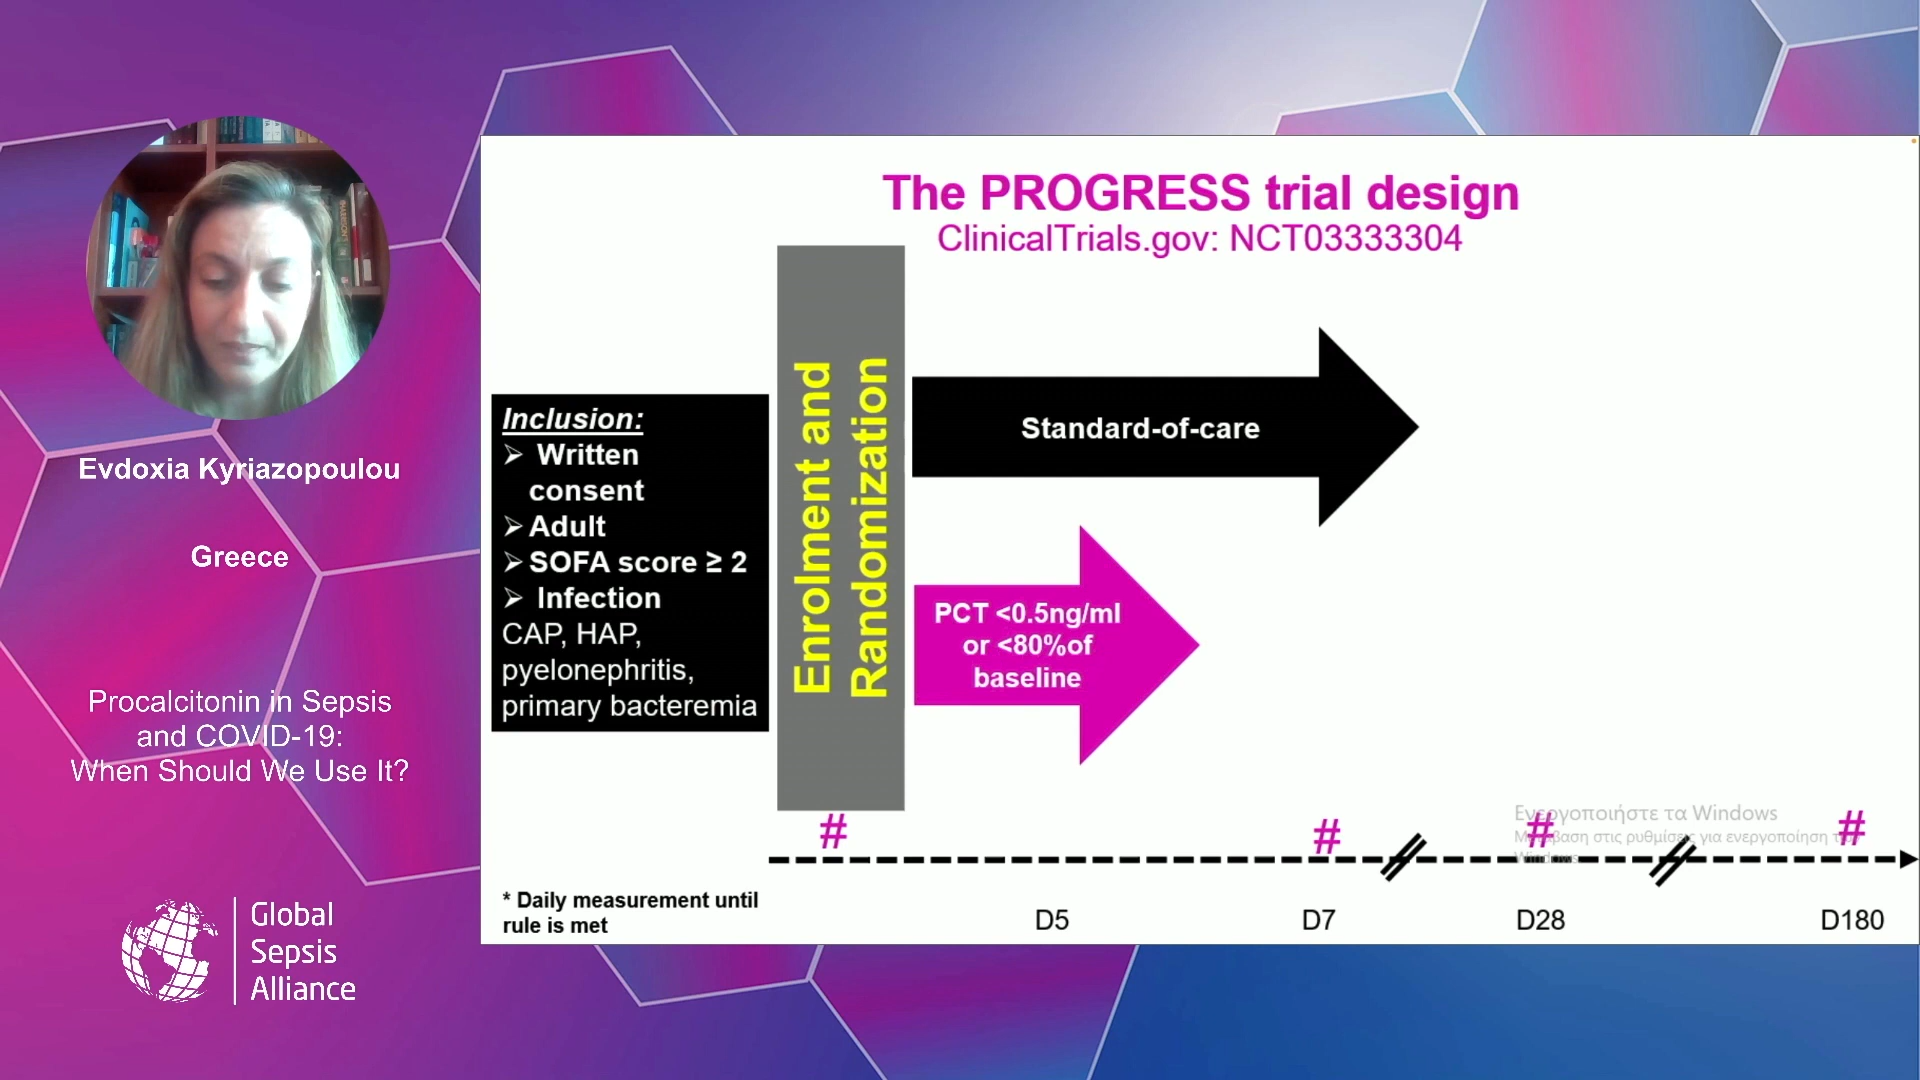 Evdoxia Kyriazopoulou
Greece
Procalcitonin in Sepsis
and COVID-19:
When Should We Use It?
Global
Sepsis
Alliance
The PROGRESS trial design
ClinicalTrials.gov: NCT03333304
Inclusion:
➢ Written
consent
➢ Adult
➢ SOFA score ≥ 2
➢ Infection
CAP, HAP,
pyelonephritis,
primary bacteremia
Enrolment and
Randomization
Standard-of-care
PCT <0.5ng/ml
or <80%of
baseline
# # # #
Ενεργοποιήστε τα Windows
Μετάβαση στις ρυθμίσεις για ενεργοποίηση
Windows
* Daily measurement until
rule is met
D5 D7 D28 D180